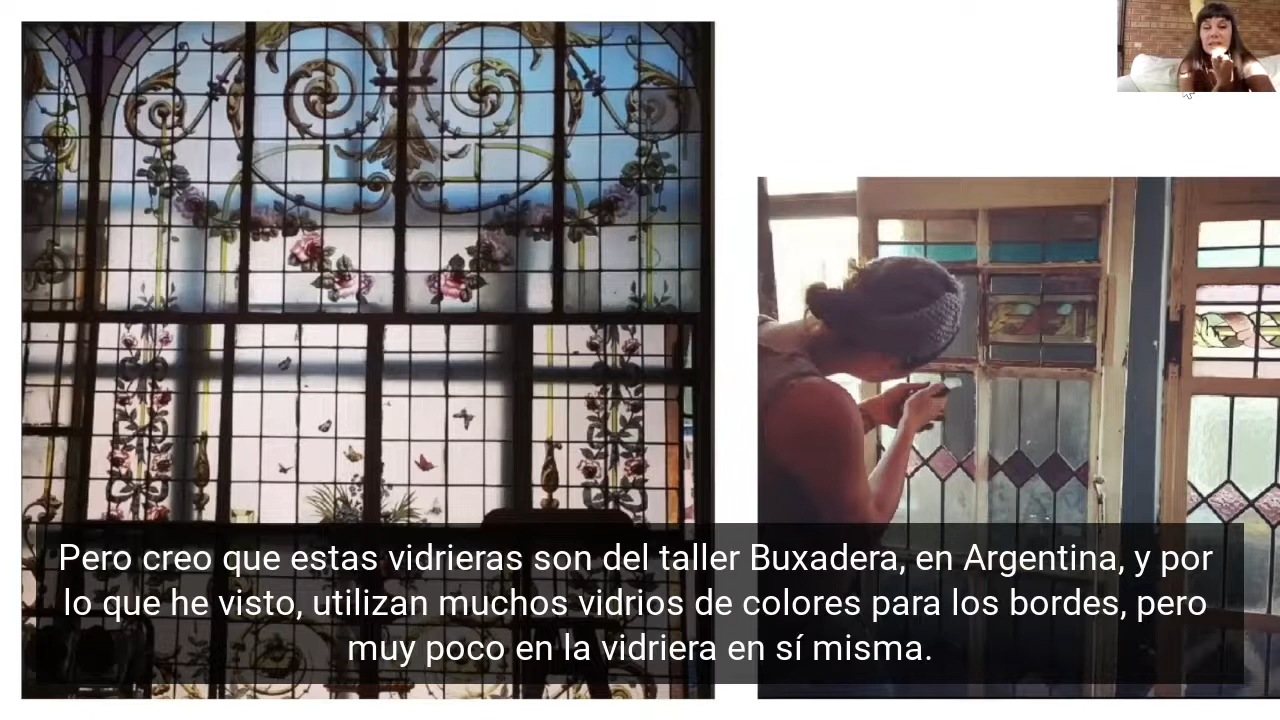 Pero creo que estas vidrieras son del taller Buxadera, en Argentina, y por
lo que he visto, utilizan muchos vidrios de colores para los bordes, pero
muy poco en la vidriera en sí misma.